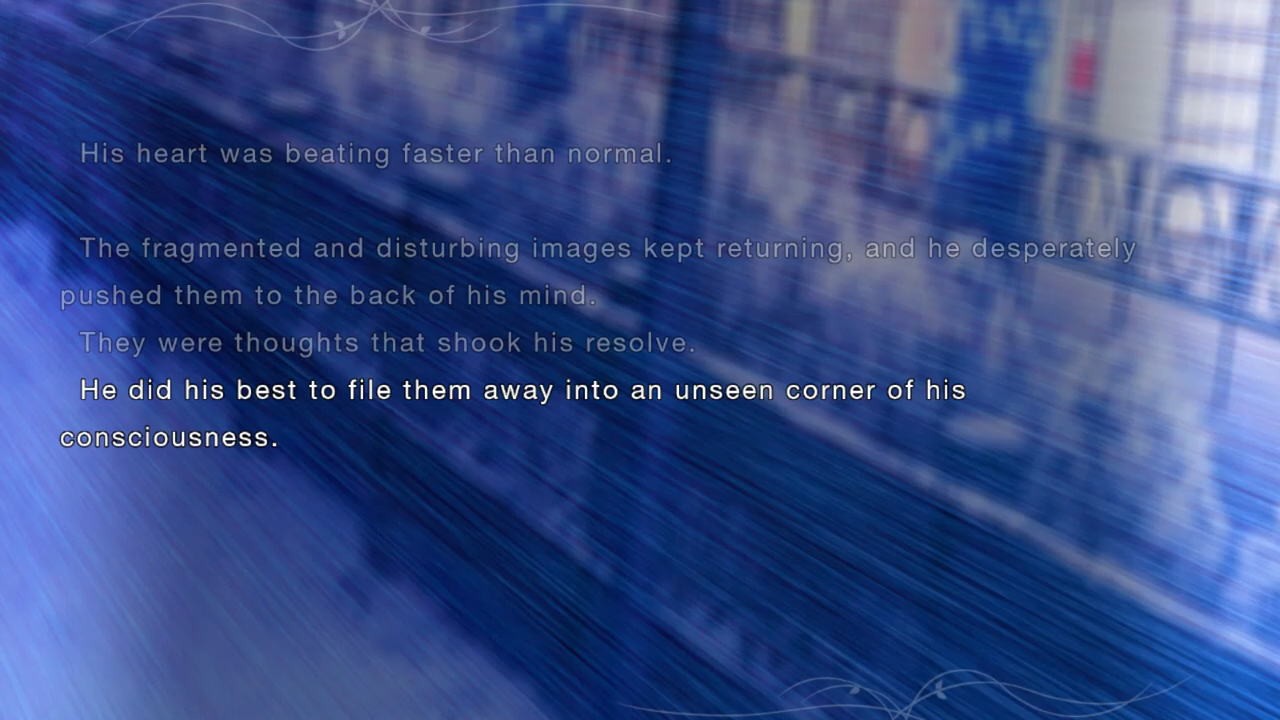 His heart was beating faster than normal.
The fragmented and disturbing images kept returning, and he desperately
pushed them to the back of his mind.
They were thoughts that shook his resolve.
He did his best to file them away into an unseen corner of his
consciousness.